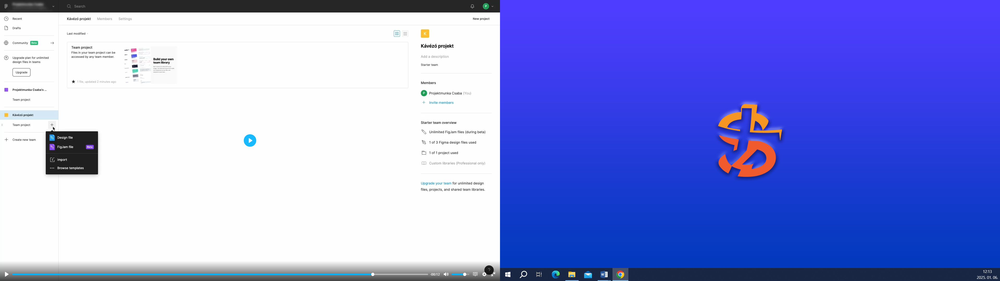 Search
P
Recent
Drafts
Community Beta
Upgrade plan for unlimited
design files in teams
Upgrade
Projektmunka Csaba's ...
Team project
Kávézó projekt
Team project
Create new team
Design file
FigJam file Beta
Import
Browse templates
Kávézó projekt Members Settings
New project
Last modified
Team project
Files in your team project can be
accessed by any team member.
1 file, updated 2 minutes ago
Build your own
team library
K
Kávézó projekt
Add a description
Starter team
Members
P Projektmunka Csaba (You)
Invite members
Starter team overview
Unlimited FigJam files (during beta)
1 of 3 Figma design files used
1 of 1 project used
Custom libraries (Professional only)
Upgrade your team for unlimited design
files, projects, and shared team libraries.
?
-00:12
CC
W
12:13
2025. 01. 06.